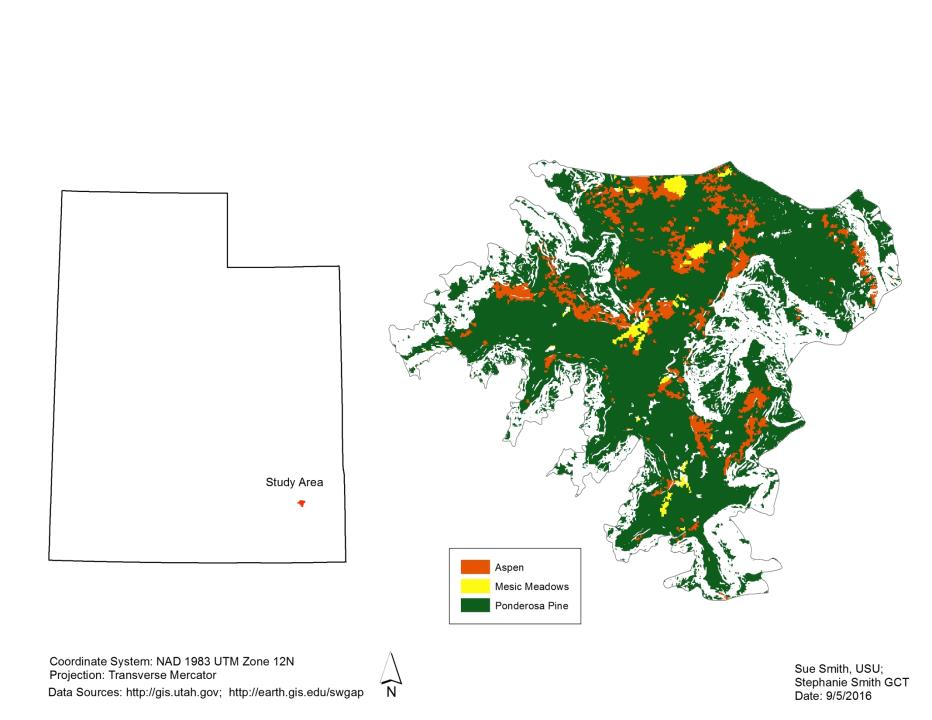 Study Area
Aspen
Mesic Meadows
Ponderosa Pine
Coordinate System: NAD 1983 UTM Zone 12N
Projection: Transverse Mercator
Data Sources: http://gis.utah.gov;  http://earth.gis.edu/swgap
N
Sue Smith, USU;
Stephanie Smith GCT
Date: 9/5/2016